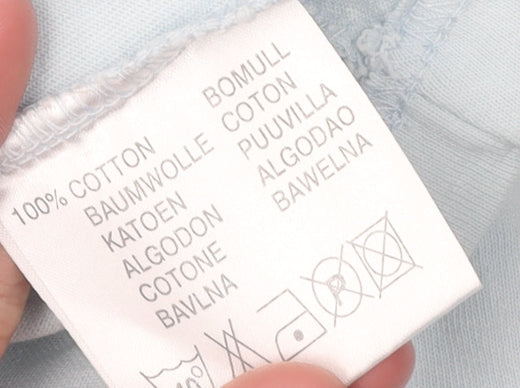 100% COTTON
BAUMWOLLE
KATOEN
ALGODON
COTONE
BAVLNA
BOMULL
COTON
PUUVILLA
ALGODAO
BAWELNA
P